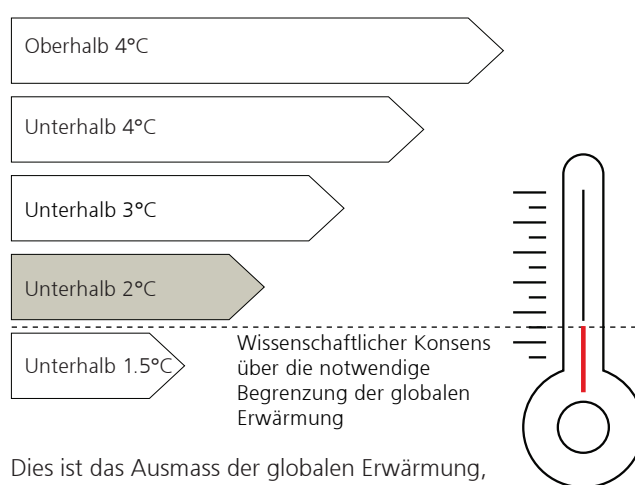 Oberhalb 4°C
Unterhalb 4°C
Unterhalb 3°C
Unterhalb 2°C
Unterhalb 1.5°C
Wissenschaftlicher Konsens
über die notwendige
Begrenzung der globalen
Erwärmung
Dies ist das Ausmass der globalen Erwärmung,